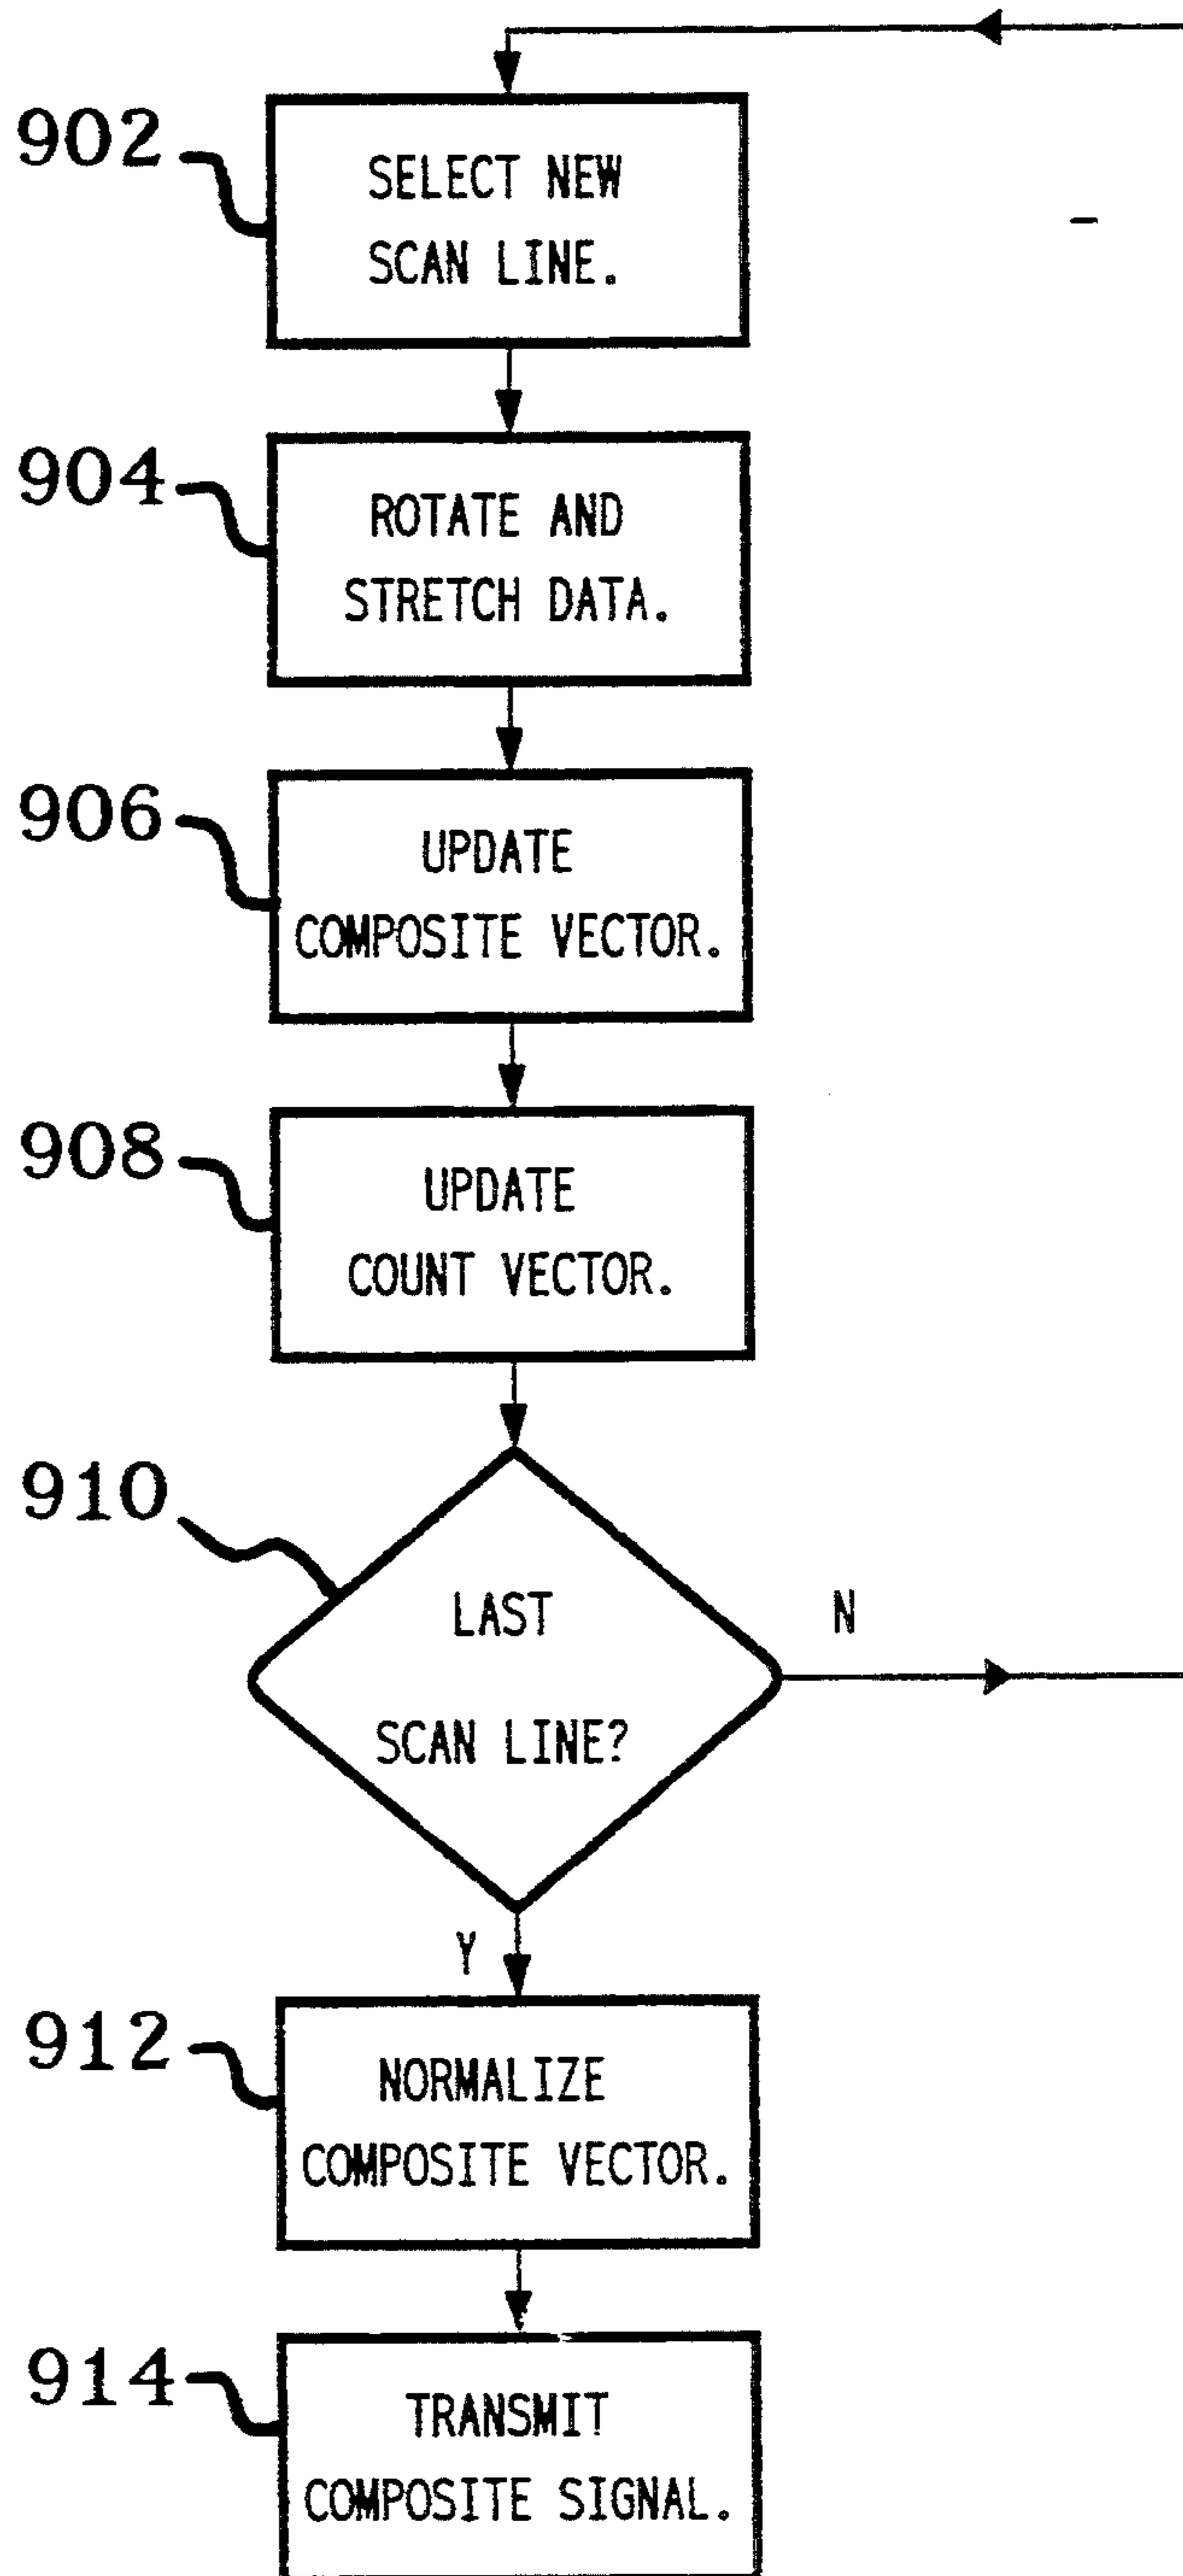 902
SELECT NEW
SCAN LINE.
904
ROTATE AND
STRETCH DATA.
906
UPDATE
COMPOSITE VECTOR.
908
UPDATE
COUNT VECTOR.
910
LAST
SCAN LINE?
N
Y
912
NORMALIZE
COMPOSITE VECTOR.
914
TRANSMIT
COMPOSITE SIGNAL.